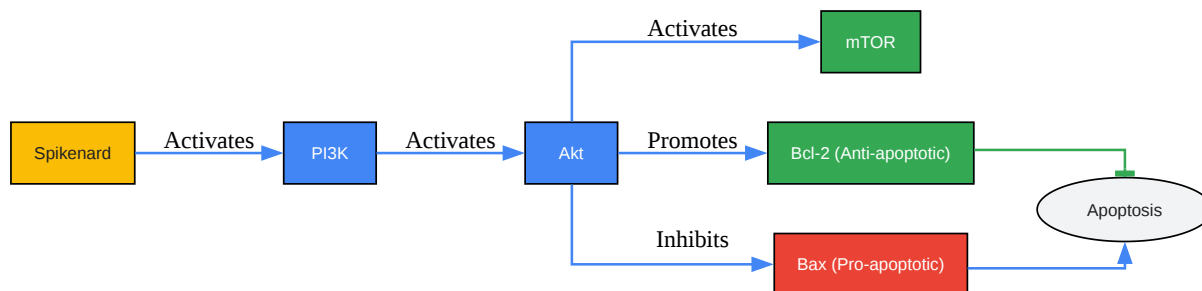 Activates
mTOR
Spikenard
Activates
PI3K
Activates
Akt
Promotes
Bcl-2 (Anti-apoptotic)
Apoptosis
Inhibits
Bax (Pro-apoptotic)